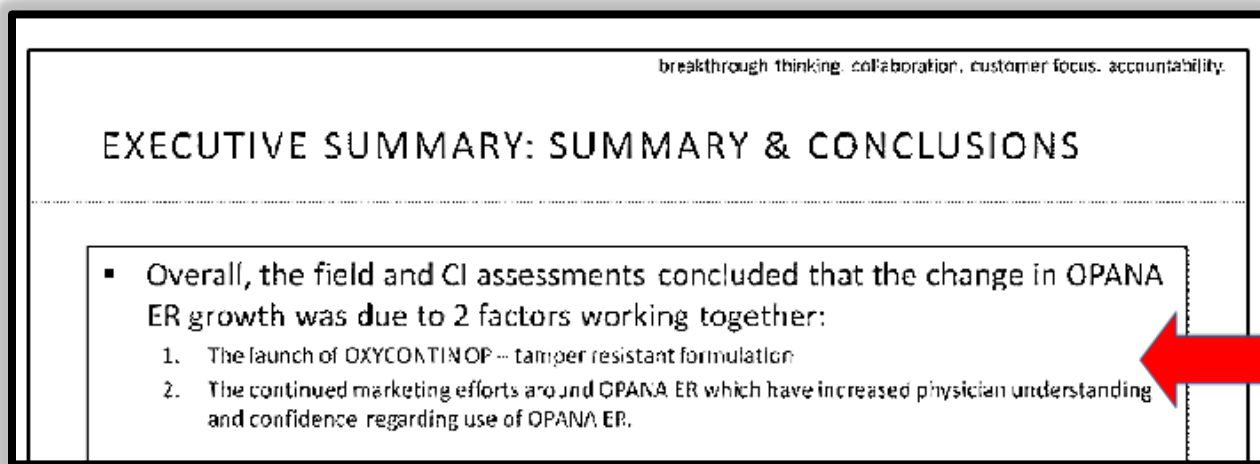 breakthrough thinking. collaboration. customer focus. accountability.
EXECUTIVE SUMMARY: SUMMARY & CONCLUSIONS
▪ Overall, the field and CI assessments concluded that the change in OPANA
ER growth was due to 2 factors working together:
1. The launch of OXYCONTIN OP – tamper resistant formulation
2. The continued marketing efforts around OPANA ER which have increased physician understanding
and confidence regarding use of OPANA ER.